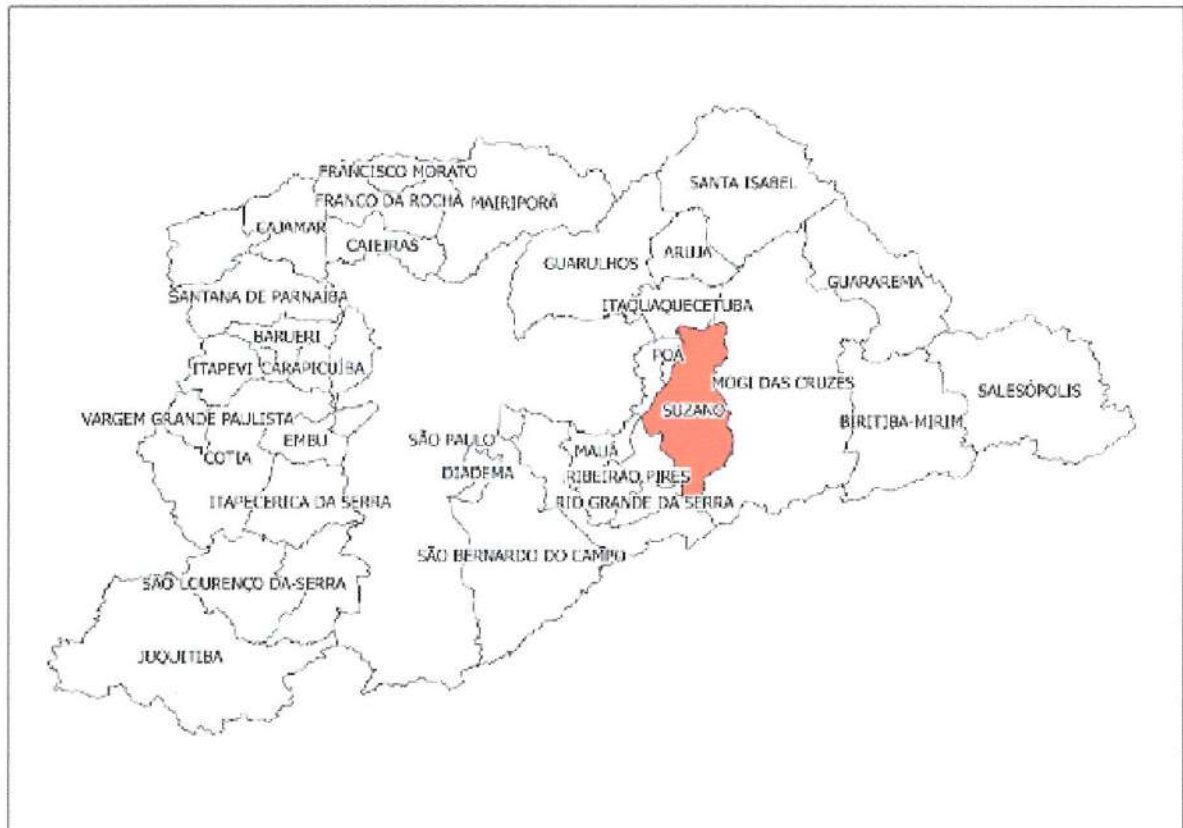 FRANCISCO MORATO
SANTA ISABEL
FRANCO DA ROCHA
MAIRIPORÃ
CAJAMAR
CAIEIRAS
ARUJA
GUARULHOS
GUARAREMA
SANTANA DE PARNAÍBA
ITAQUAQUECETUBA
BARUERI
POÁ
ITAPEVI
CARAPICUÍBA
MOGI DAS CRUZES
SALESÓPOLIS
SUZANO
VARGEM GRANDE PAULISTA
BIRITIBA-MIRIM
EMBU
SÃO PAULO
MAUÁ
COTIA
DIADEMA
RIBEIRÃO PIRES
ITAPECERICA DA SERRA
RIO GRANDE DA SERRA
SÃO BERNARDO DO CAMPO
SÃO LOURENÇO DA SERRA
JUQUITIBA